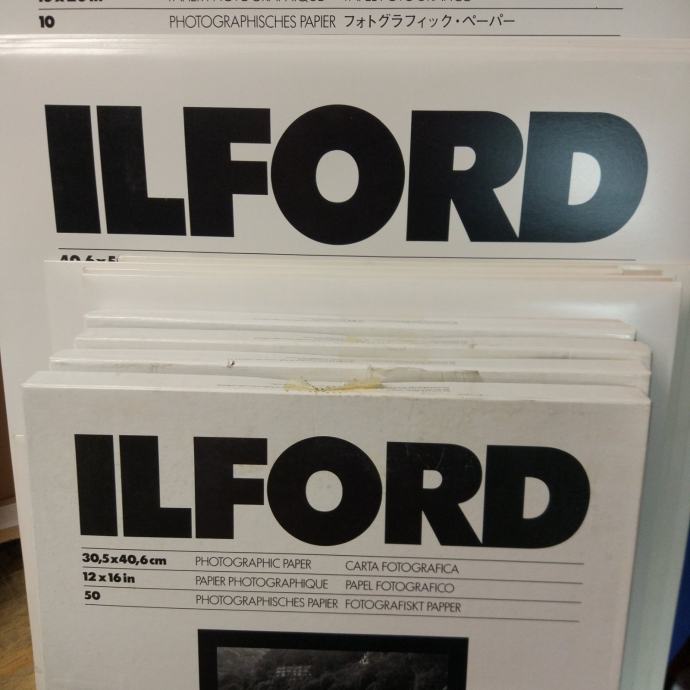 10 PHOTOGRAPHISCHES PAPIER フォトグラフィック・ペーパー
ILFORD
ILFORD
30,5x40,6cm PHOTOGRAPHIC PAPER CARTA FOTOGRAFICA
12x16in PAPIER PHOTOGRAPHIQUE PAPEL FOTOGRAFICO
50 PHOTOGRAPHISCHES PAPIER FOTOGRAFISKT PAPPER